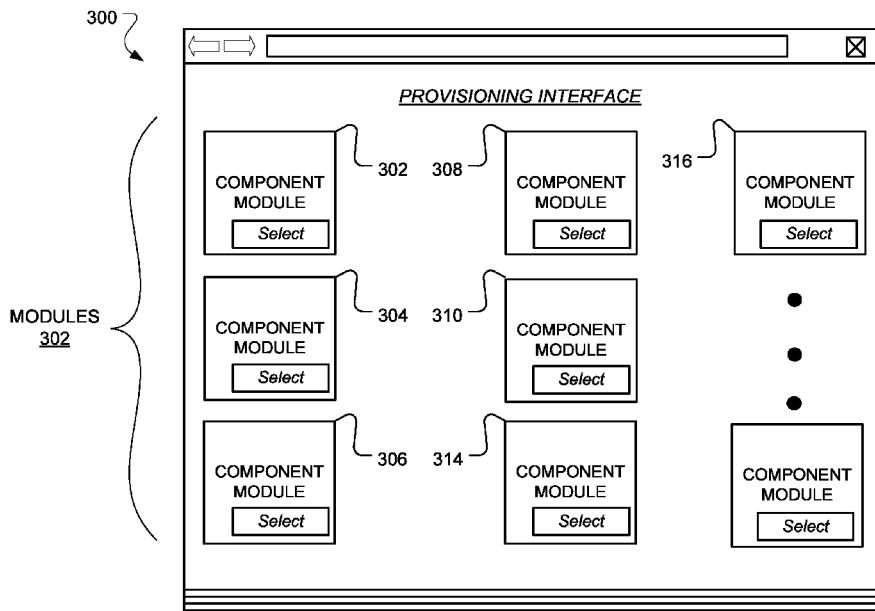 300
PROVISIONING INTERFACE
302
308
316
COMPONENT
MODULE
Select
COMPONENT
MODULE
Select
COMPONENT
MODULE
Select
MODULES
302
304
310
COMPONENT
MODULE
Select
COMPONENT
MODULE
Select
306
314
COMPONENT
MODULE
Select
COMPONENT
MODULE
Select
COMPONENT
MODULE
Select